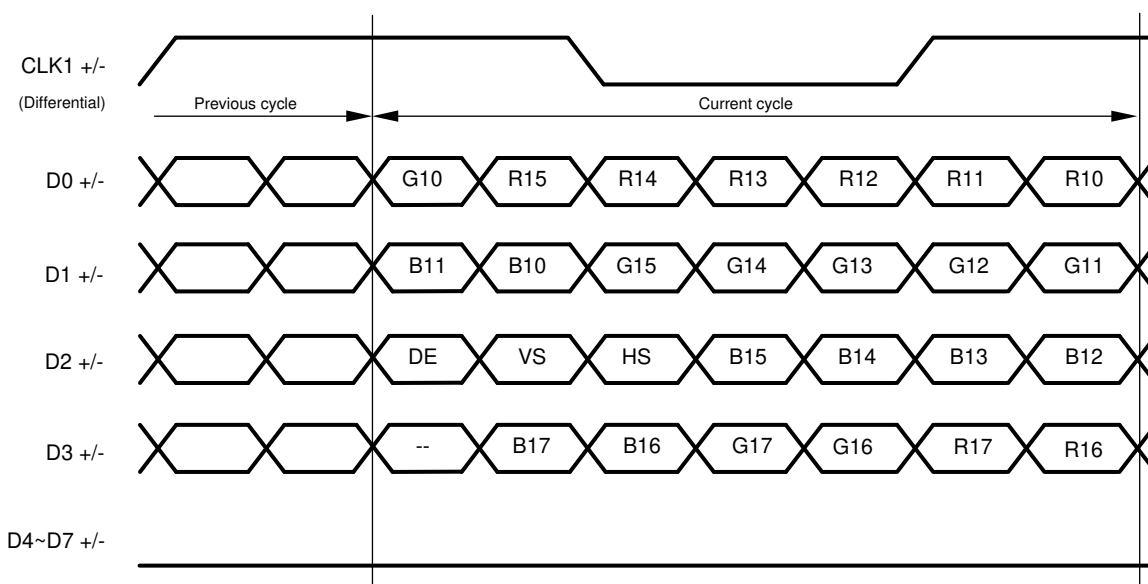 CLK1 +/-
(Differential)
Previous cycle
Current cycle
D0 +/-
G10 R15 R14 R13 R12 R11 R10
D1 +/-
B11 B10 G15 G14 G13 G12 G11
D2 +/-
DE VS HS B15 B14 B13 B12
D3 +/-
-- B17 B16 G17 G16 R17 R16
D4~D7 +/-